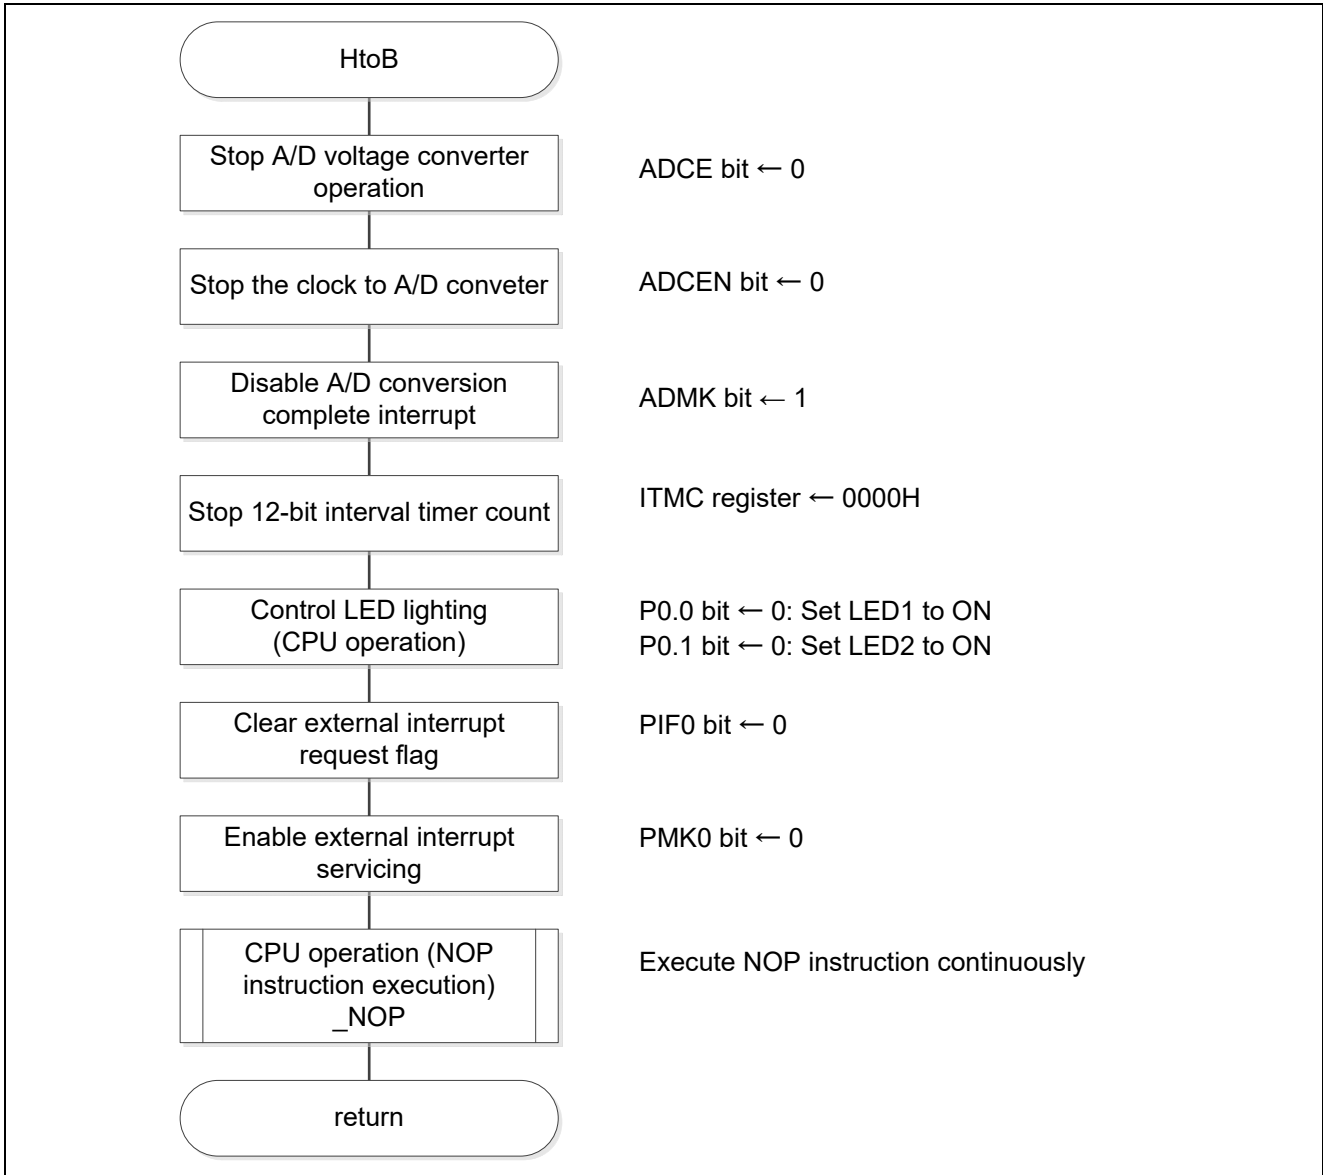 HtoB
Stop A/D voltage converter
operation
ADCE bit ← 0
Stop the clock to A/D conveter
ADCEN bit ← 0
Disable A/D conversion
complete interrupt
ADMK bit ← 1
Stop 12-bit interval timer count
ITMC register ← 0000H
Control LED lighting
(CPU operation)
P0.0 bit ← 0: Set LED1 to ON
P0.1 bit ← 0: Set LED2 to ON
Clear external interrupt
request flag
PIF0 bit ← 0
Enable external interrupt
servicing
PMK0 bit ← 0
CPU operation (NOP
instruction execution)
_NOP
Execute NOP instruction continuously
return